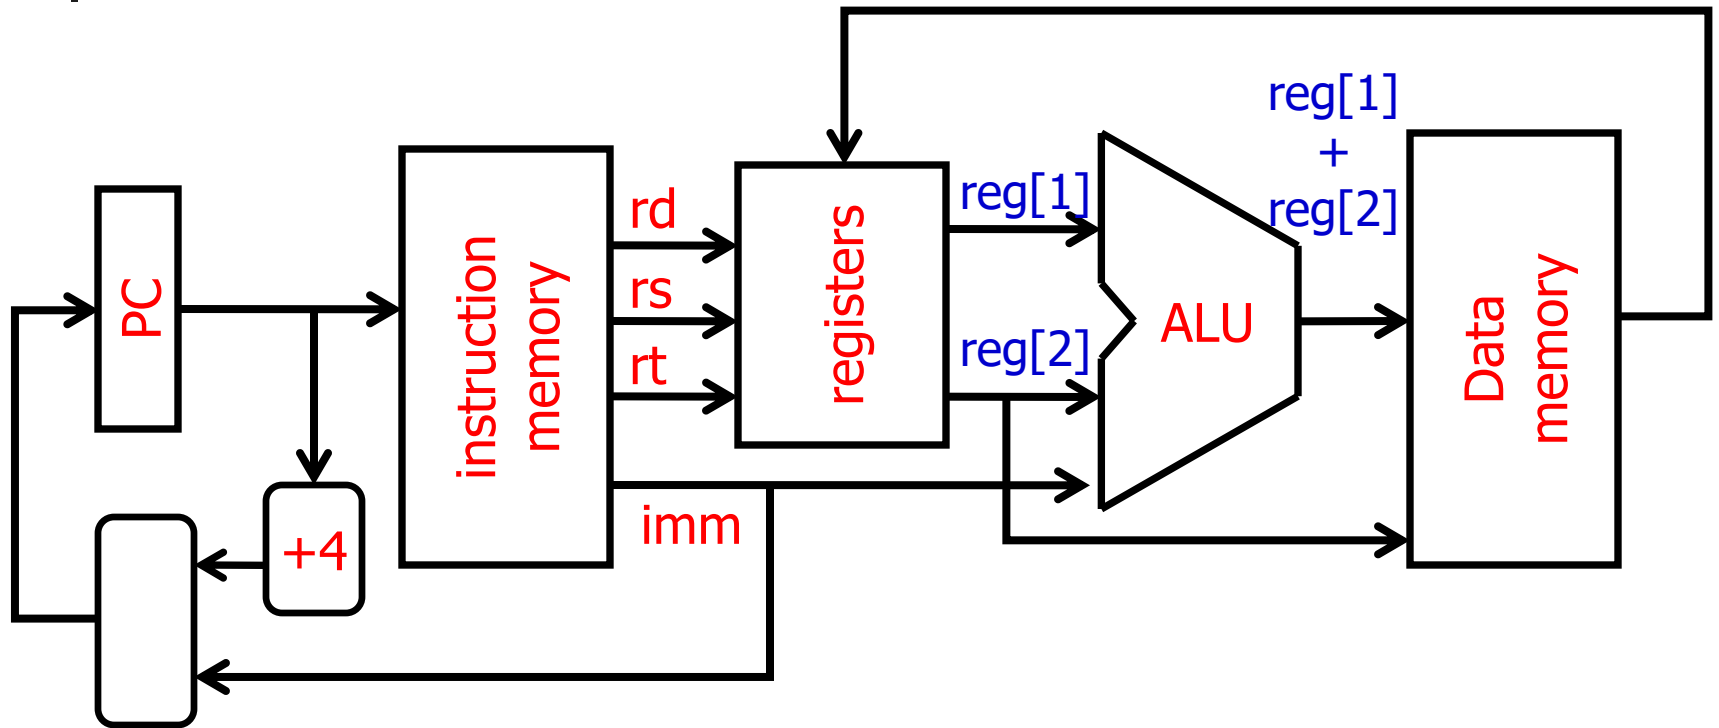 PC
+4
instruction
memory
rd
rs
rt
imm
registers
reg[1]
reg[2]
ALU
reg[1]
+
reg[2]
Data
memory